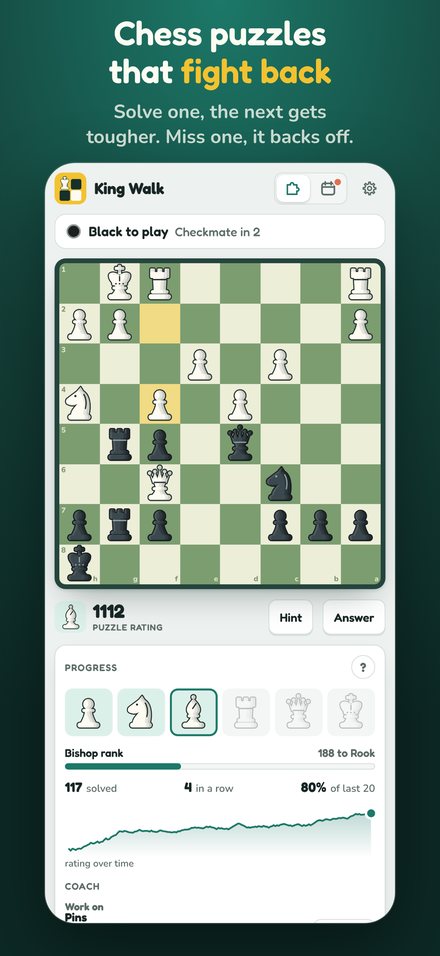 Chess puzzles
that fight back
Solve one, the next gets
tougher. Miss one, it backs off.
King Walk
Black to play Checkmate in 2
1
2
3
4
5
6
7
8
h g f e d c b a
1112
PUZZLE RATING
Hint
Answer
PROGRESS
?
Bishop rank
188 to Rook
117 solved
4 in a row
80% of last 20
rating over time
COACH
Work on
Pins